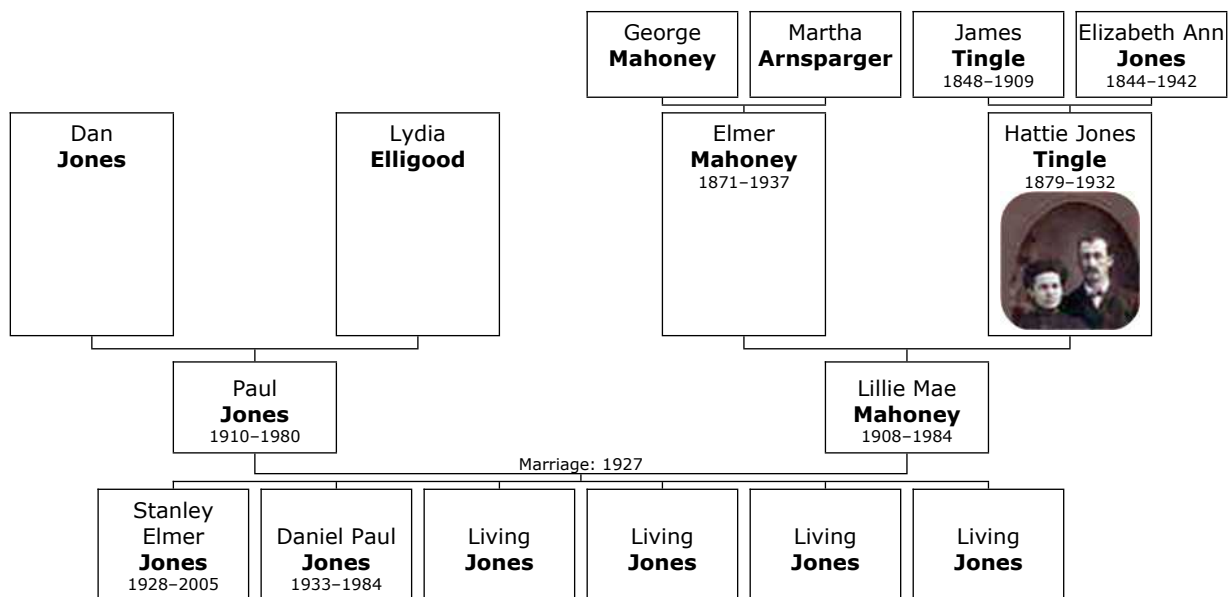 George
Mahoney
Martha
Arnsparger
James
Tingle
1848–1909
Elizabeth Ann
Jones
1844–1942
Dan
Jones
Lydia
Elligood
Elmer
Mahoney
1871–1937
Hattie Jones
Tingle
1879–1932
Paul
Jones
1910–1980
Lillie Mae
Mahoney
1908–1984
Marriage: 1927
Stanley
Elmer
Jones
1928–2005
Daniel Paul
Jones
1933–1984
Living
Jones
Living
Jones
Living
Jones
Living
Jones